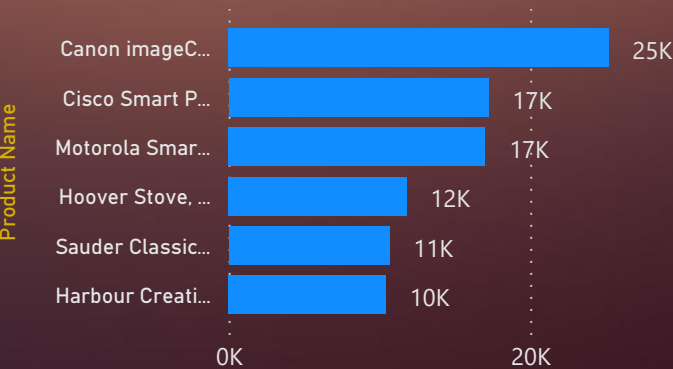 Product Name
Canon imageC... 25K
Cisco Smart P... 17K
Motorola Smar... 17K
Hoover Stove, ... 12K
Sauder Classic... 11K
Harbour Creati... 10K
0K 20K